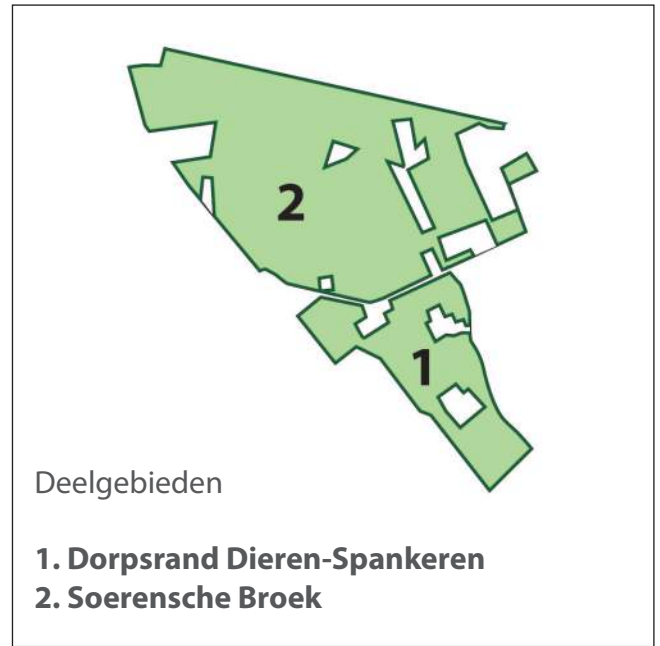 2
1
Deelgebieden
1. Dorpsrand Dieren-Spankeren
2. Soerensche Broek